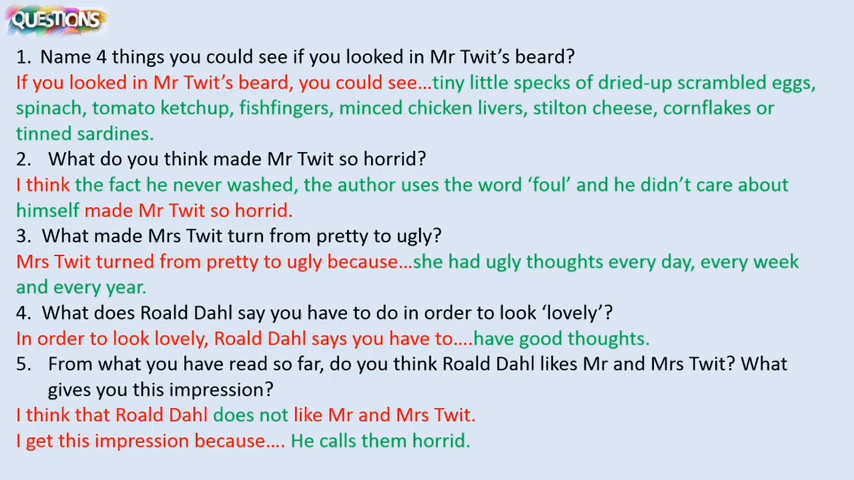 QUESTIONS
1. Name 4 things you could see if you looked in Mr Twit's beard?
If you looked in Mr Twit's beard, you could see…tiny little specks of dried-up scrambled eggs,
spinach, tomato ketchup, fishfingers, minced chicken livers, stilton cheese, cornflakes or
tinned sardines.
2. What do you think made Mr Twit so horrid?
I think the fact he never washed, the author uses the word 'foul' and he didn't care about
himself made Mr Twit so horrid.
3. What made Mrs Twit turn from pretty to ugly?
Mrs Twit turned from pretty to ugly because…she had ugly thoughts every day, every week
and every year.
4. What does Roald Dahl say you have to do in order to look 'lovely'?
In order to look lovely, Roald Dahl says you have to….have good thoughts.
5. From what you have read so far, do you think Roald Dahl likes Mr and Mrs Twit? What
gives you this impression?
I think that Roald Dahl does not like Mr and Mrs Twit.
I get this impression because…. He calls them horrid.